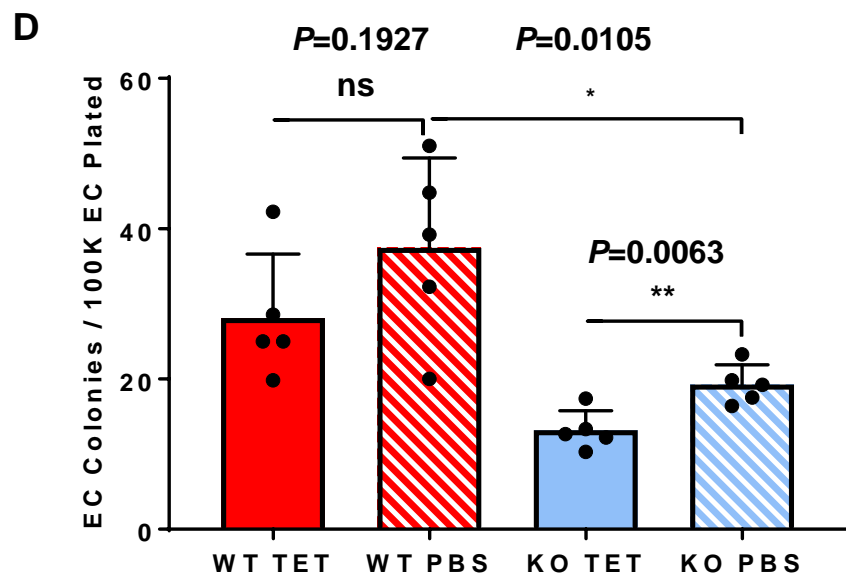 D
P=0.1927 P=0.0105
ns *
P=0.0063
**
EC Colonies / 100K EC Plated
60
40
20
0
WT TET WT PBS KO TET KO PBS